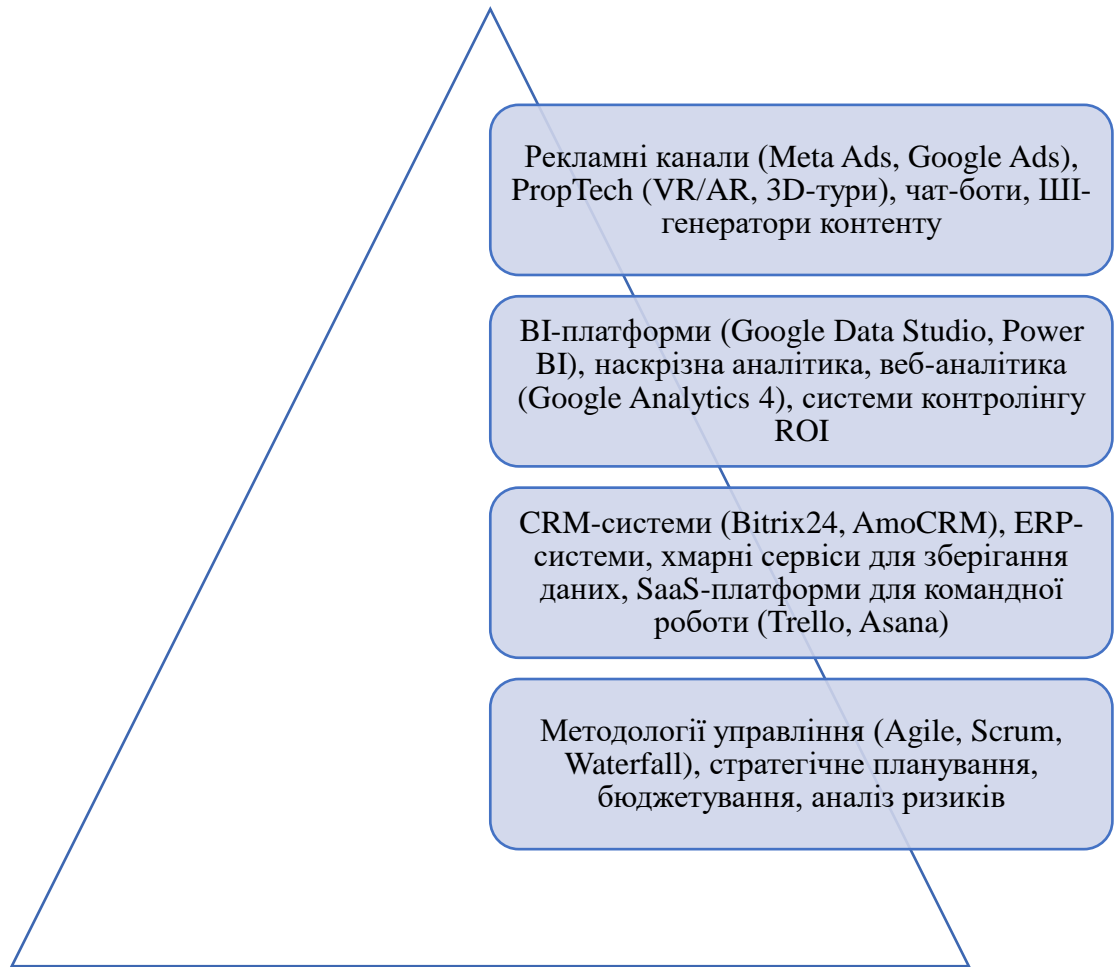 Рекламні канали (Meta Ads, Google Ads),
PropTech (VR/AR, 3D-тури), чат-боти, ШІ-
генератори контенту
BI-платформи (Google Data Studio, Power
BI), наскрізна аналітика, веб-аналітика
(Google Analytics 4), системи контролінгу
ROI
CRM-системи (Bitrix24, AmoCRM), ERP-
системи, хмарні сервіси для зберігання
даних, SaaS-платформи для командної
роботи (Trello, Asana)
Методології управління (Agile, Scrum,
Waterfall), стратегічне планування,
бюджетування, аналіз ризиків